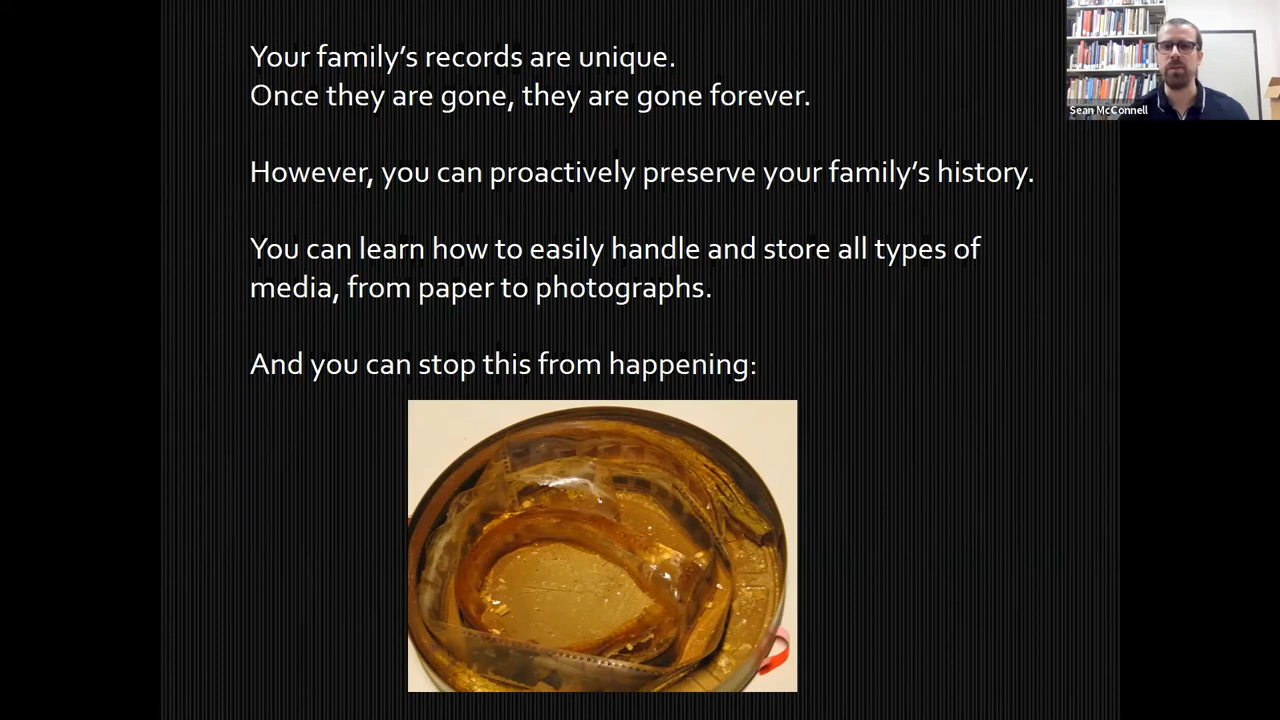 Your family’s records are unique.
Once they are gone, they are gone forever.
However, you can proactively preserve your family’s history.
You can learn how to easily handle and store all types of
media, from paper to photographs.
And you can stop this from happening:
Sean McConnell